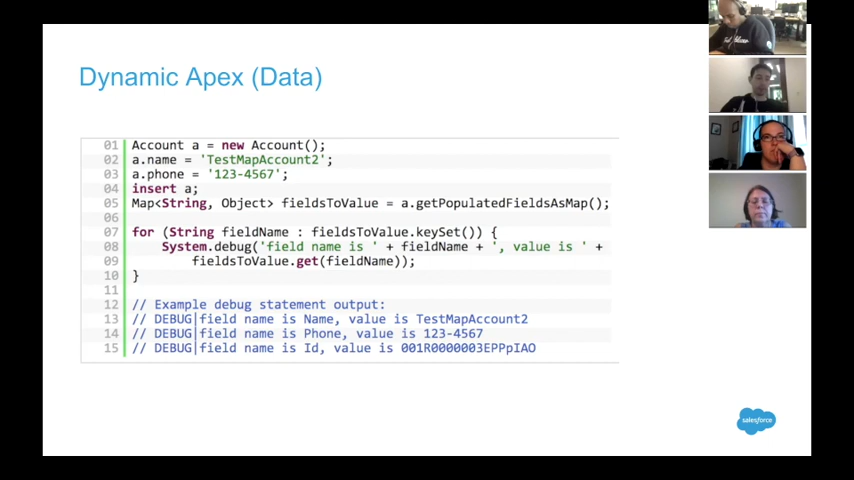 Dynamic Apex (Data)
01 Account a = new Account();
02 a.name = 'TestMapAccount2';
03 a.phone = '123-4567';
04 insert a;
05 Map<String, Object> fieldsToValue = a.getPopulatedFieldsAsMap();
06
07 for (String fieldName : fieldsToValue.keySet()) {
08 System.debug('field name is ' + fieldName + ', value is ' +
09 fieldsToValue.get(fieldName));
10 }
11
12 // Example debug statement output:
13 // DEBUG|field name is Name, value is TestMapAccount2
14 // DEBUG|field name is Phone, value is 123-4567
15 // DEBUG|field name is Id, value is 001R0000003EPPpIAO
salesforce